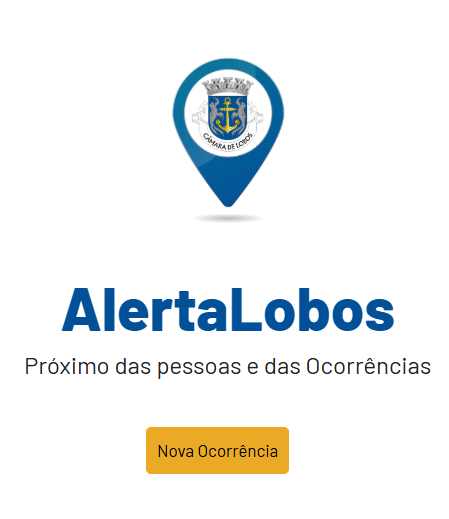 CÂMARA DE LOBOS
AlertaLobos
Próximo das pessoas e das Ocorrências
Nova Ocorrência